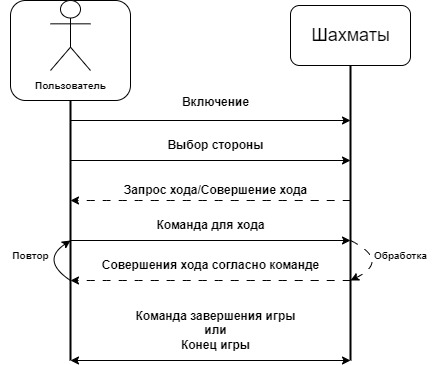 Пользователь
Шахматы
Включение
Выбор стороны
Запрос хода/Совершение хода
Команда для хода
Повтор
Обработка
Совершения хода согласно команде
Команда завершения игры
или
Конец игры